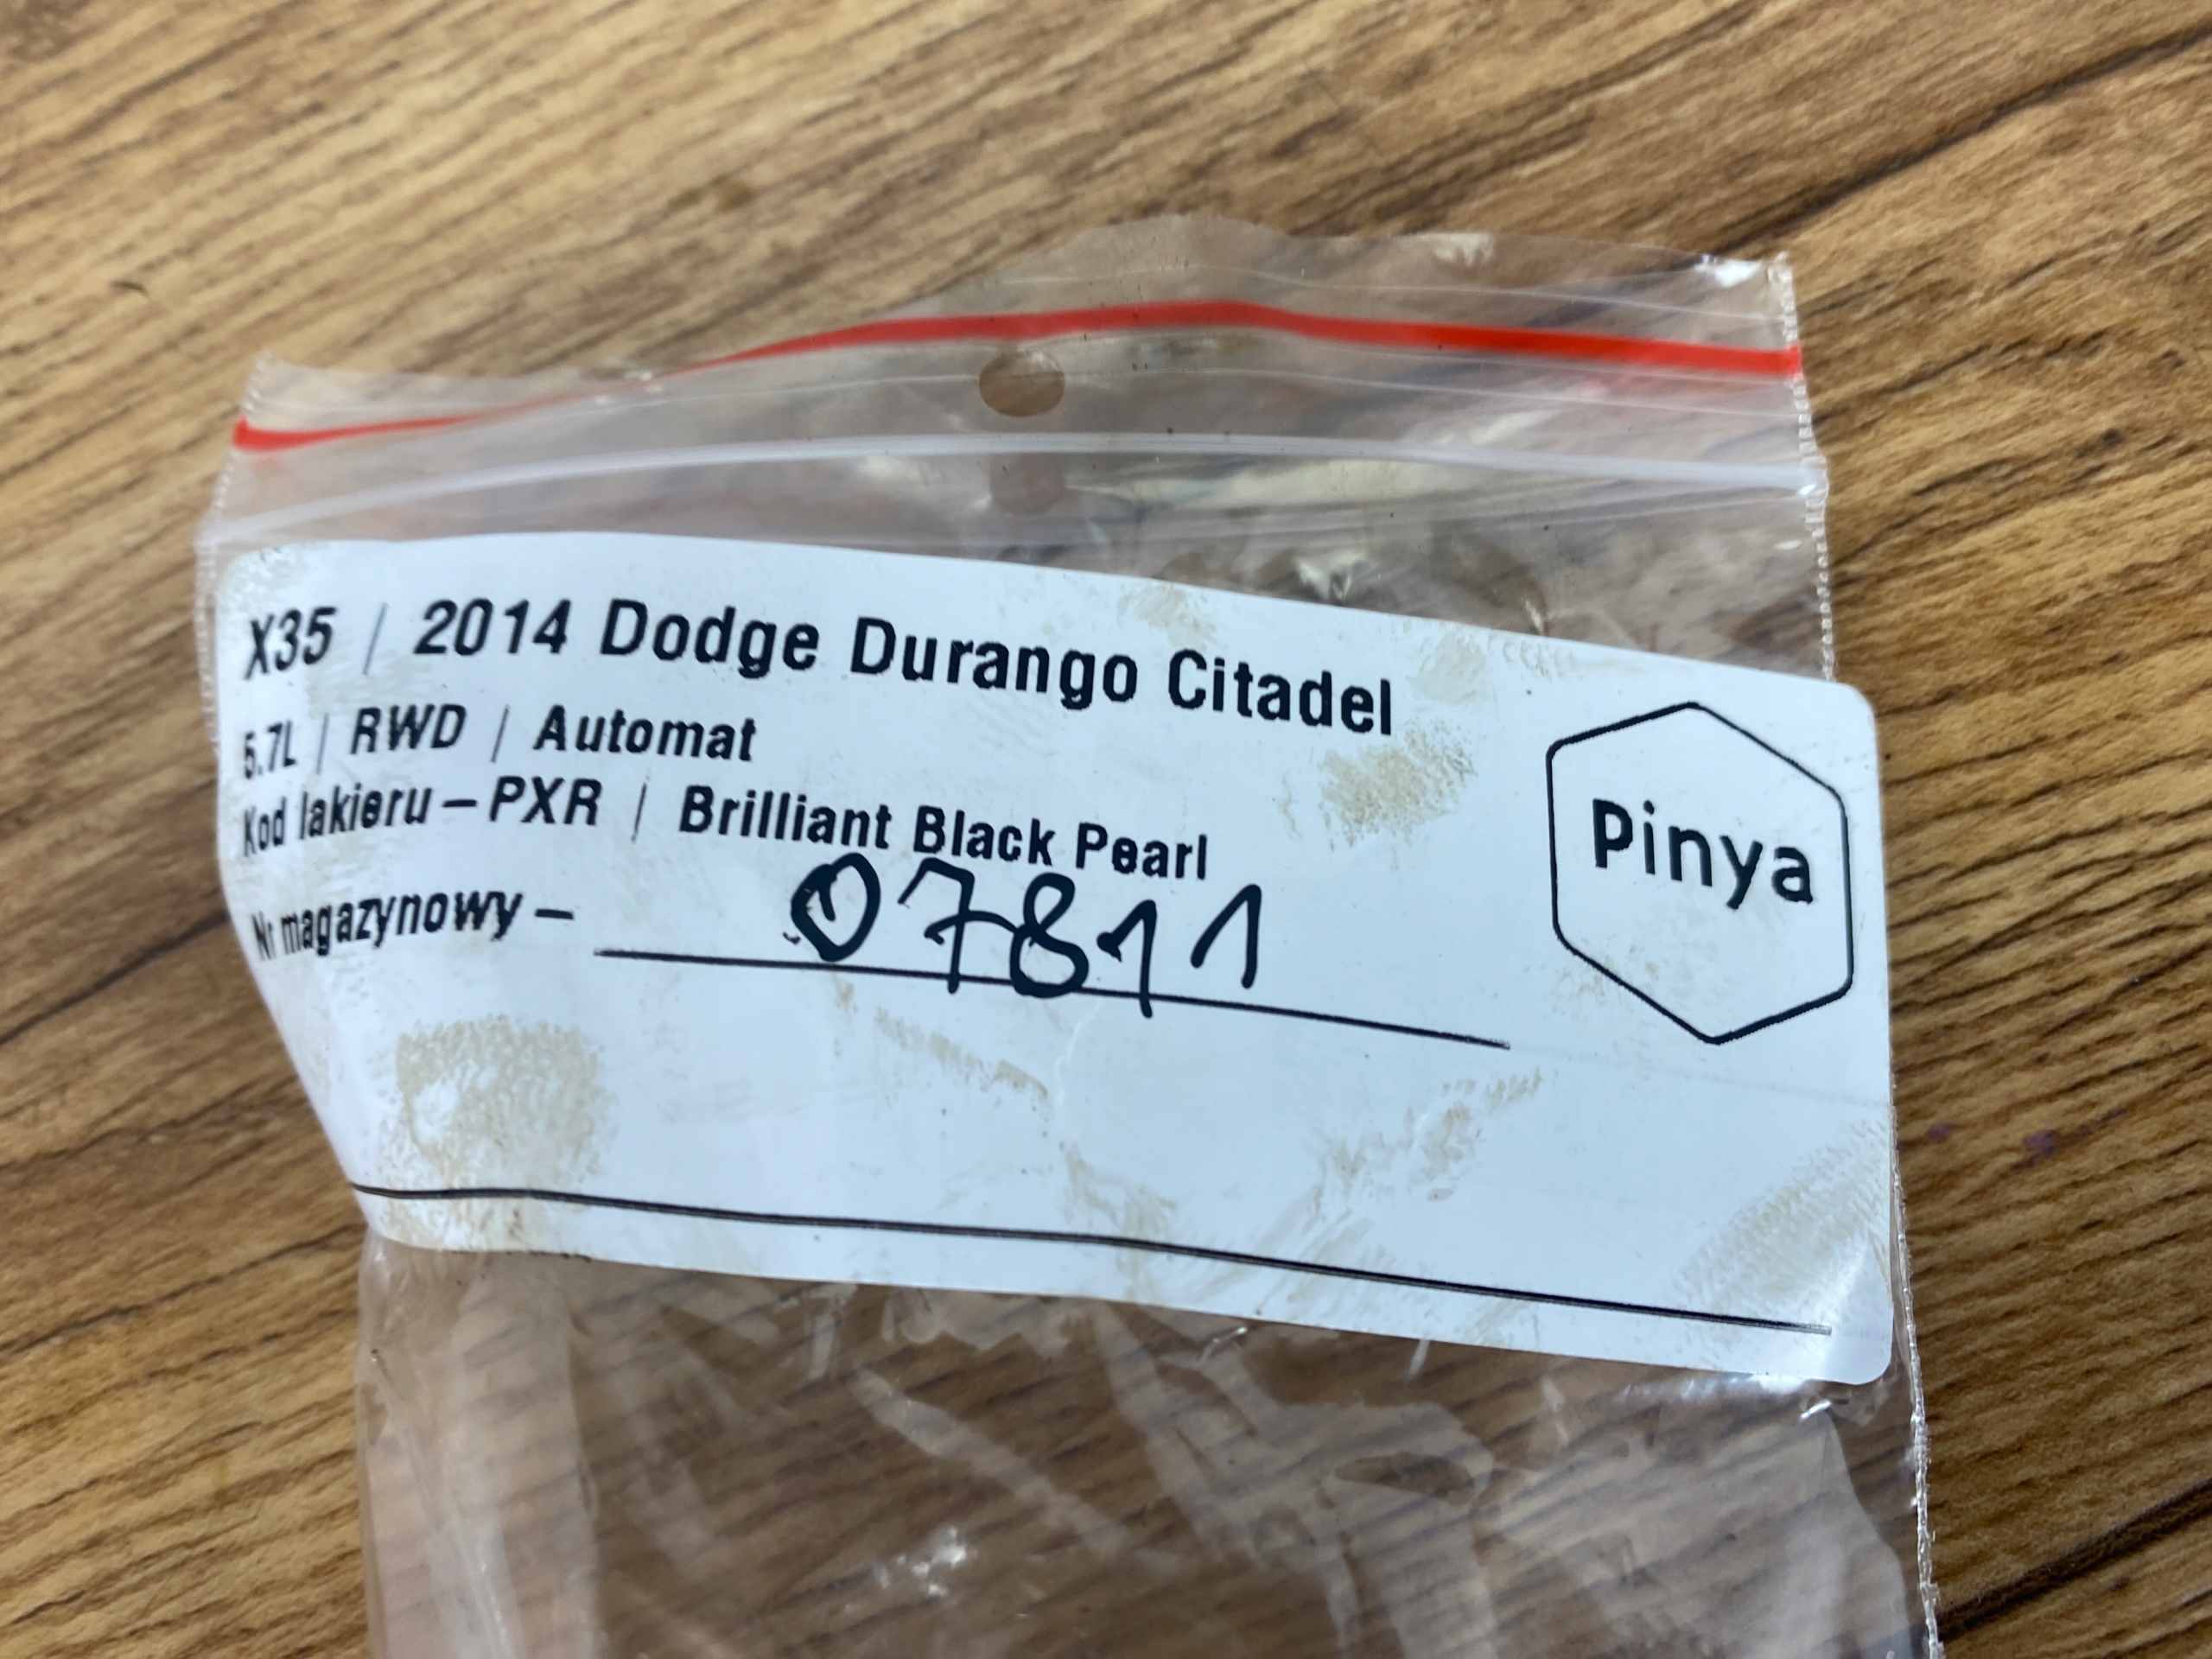 X35 / 2014 Dodge Durango Citadel
5.7L / RWD / Automat
Kod lakieru – PXR / Brilliant Black Pearl
Nr magazynowy – 07811
Pinya